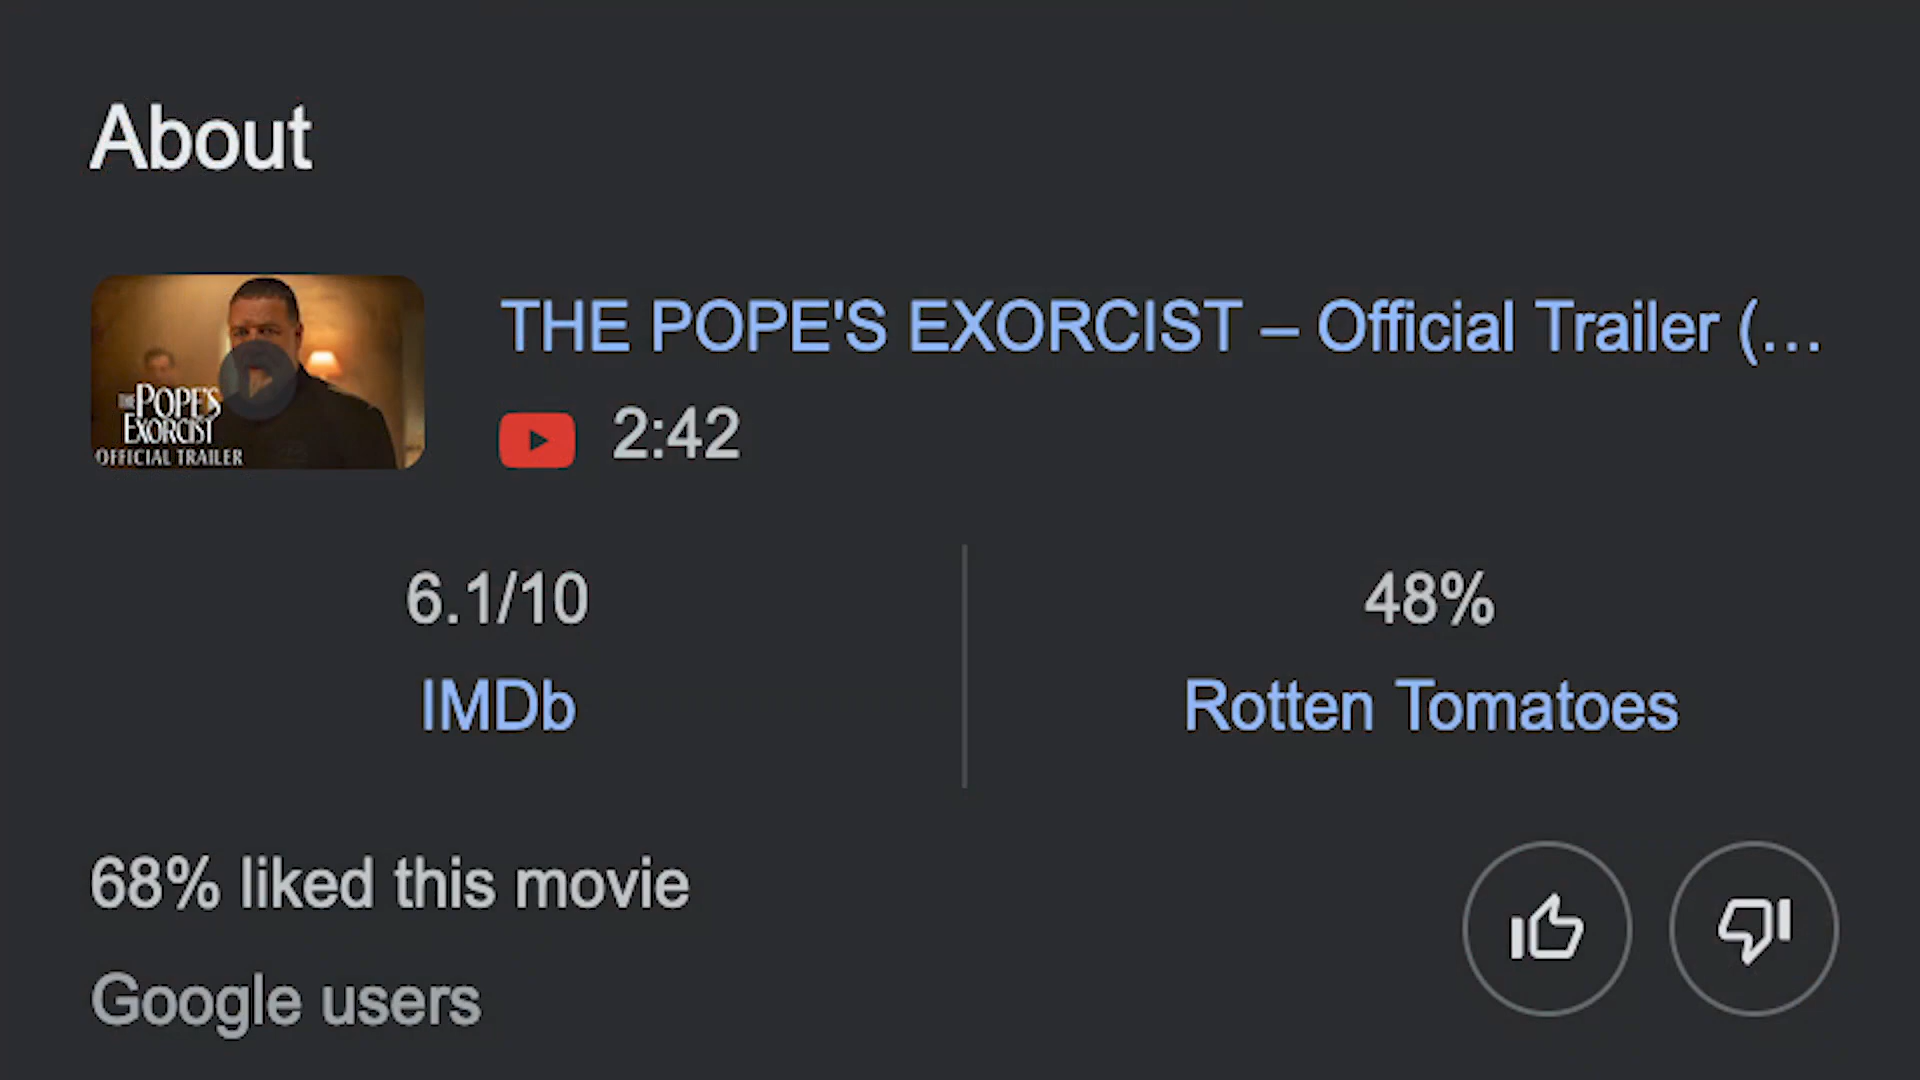 About
THE POPE'S EXORCIST – Official Trailer (...
THE POPE'S
EXORCIST
OFFICIAL TRAILER
2:42
6.1/10
48%
IMDb
Rotten Tomatoes
68% liked this movie
Google users